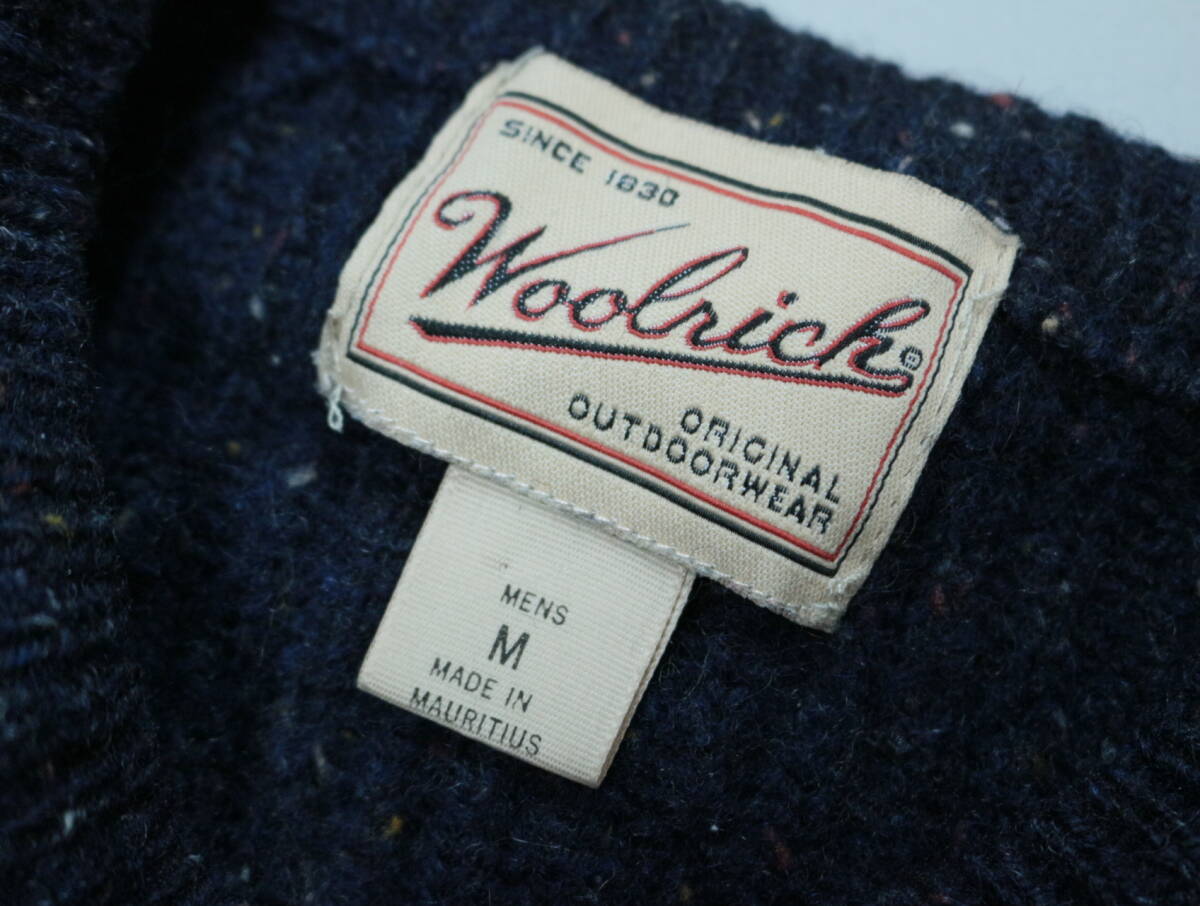 SINCE 1830
Woolrich®
ORIGINAL
OUTDOORWEAR
MENS
M
MADE IN
MAURITIUS